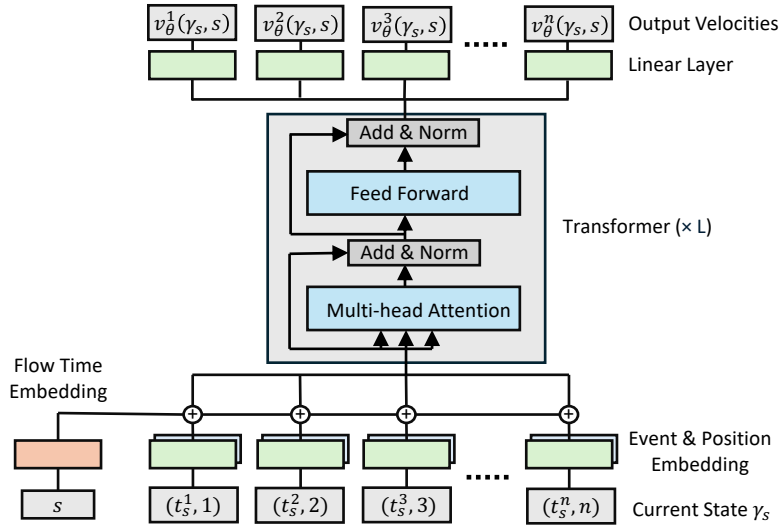 v_θ^1(γ_s, s) v_θ^2(γ_s, s) v_θ^3(γ_s, s) ...... v_θ^n(γ_s, s) Output Velocities
Linear Layer
Add & Norm
Feed Forward
Transformer (× L)
Add & Norm
Multi-head Attention
Flow Time
Embedding
+ + + +
Event & Position
Embedding
......
s (t_s^1, 1) (t_s^2, 2) (t_s^3, 3) (t_s^n, n) Current State γ_s